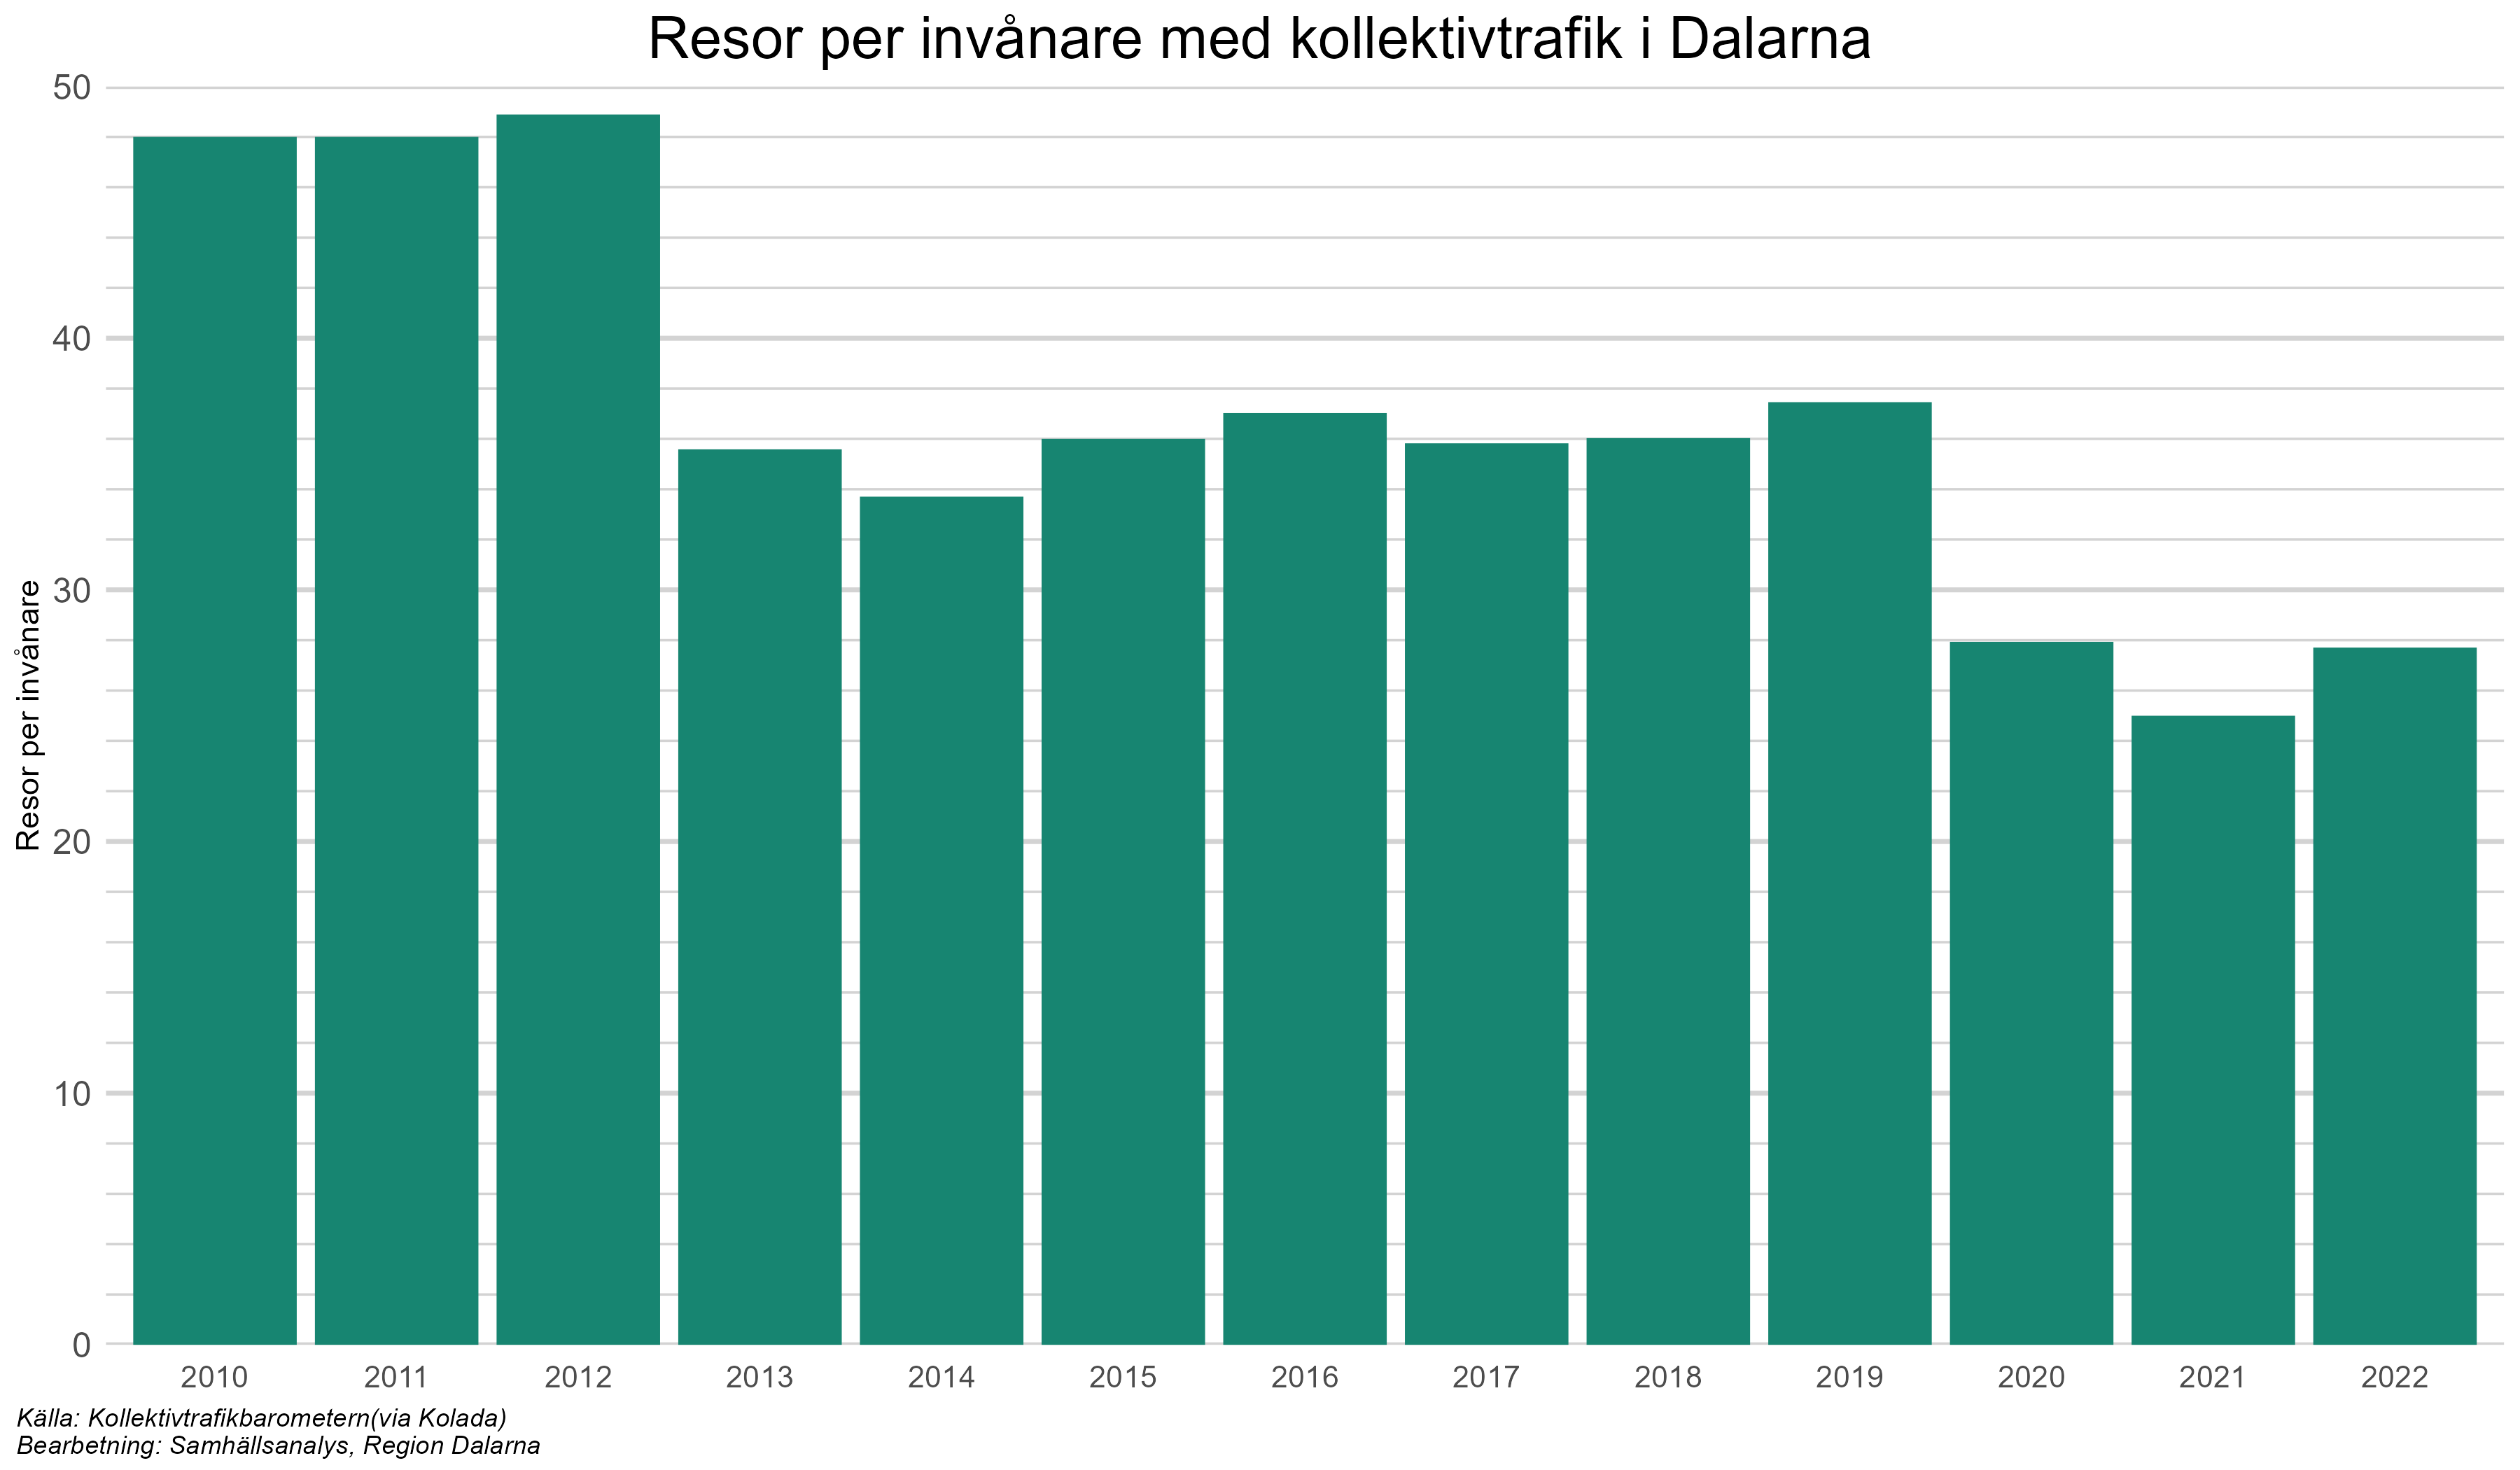 Resor per invånare med kollektivtrafik i Dalarna
50
40
30
20
10
0
Resor per invånare
2010 2011 2012 2013 2014 2015 2016 2017 2018 2019 2020 2021 2022
Källa: Kollektivtrafikbarometern(via Kolada)
Bearbetning: Samhällsanalys, Region Dalarna